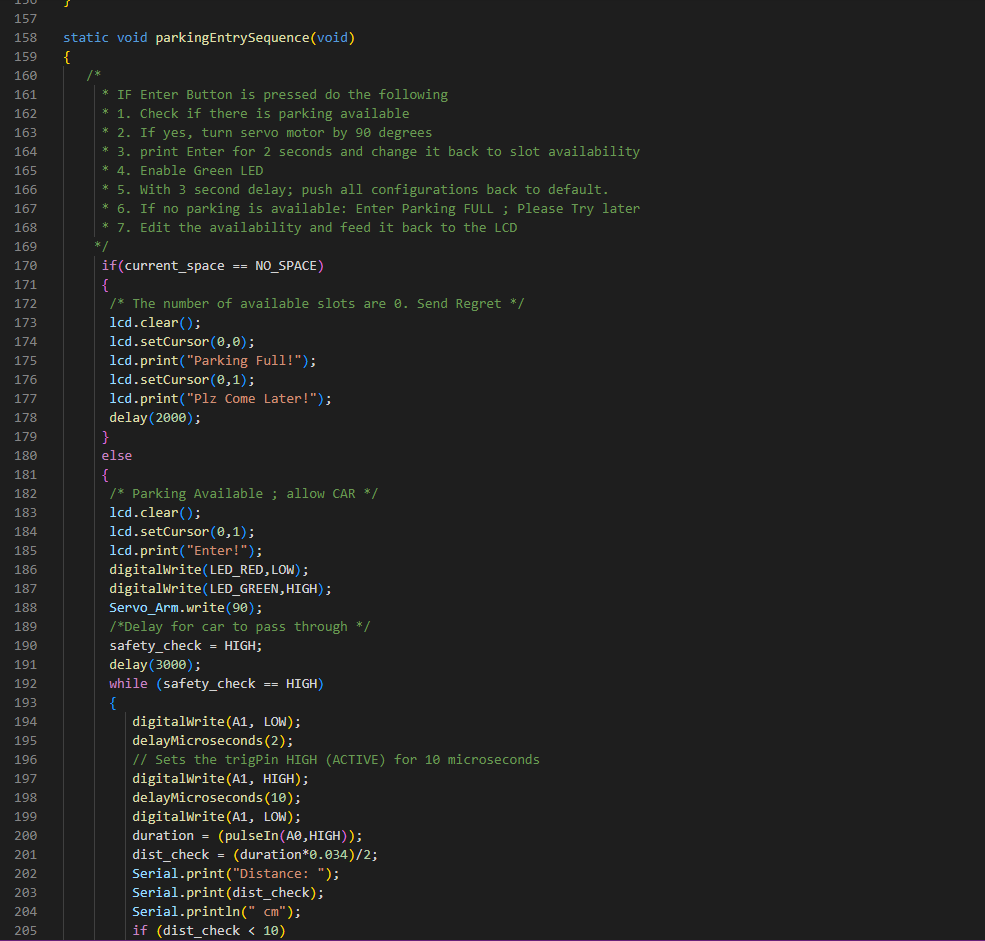 156 }
157
158 static void parkingEntrySequence(void)
159 {
160 /*
161 * IF Enter Button is pressed do the following
162 * 1. Check if there is parking available
163 * 2. If yes, turn servo motor by 90 degrees
164 * 3. print Enter for 2 seconds and change it back to slot availability
165 * 4. Enable Green LED
166 * 5. With 3 second delay; push all configurations back to default.
167 * 6. If no parking is available: Enter Parking FULL ; Please Try later
168 * 7. Edit the availability and feed it back to the LCD
169 */
170 if(current_space == NO_SPACE)
171 {
172 /* The number of available slots are 0. Send Regret */
173 lcd.clear();
174 lcd.setCursor(0,0);
175 lcd.print("Parking Full!");
176 lcd.setCursor(0,1);
177 lcd.print("Plz Come Later!");
178 delay(2000);
179 }
180 else
181 {
182 /* Parking Available ; allow CAR */
183 lcd.clear();
184 lcd.setCursor(0,1);
185 lcd.print("Enter!");
186 digitalWrite(LED_RED,LOW);
187 digitalWrite(LED_GREEN,HIGH);
188 Servo_Arm.write(90);
189 /*Delay for car to pass through */
190 safety_check = HIGH;
191 delay(3000);
192 while (safety_check == HIGH)
193 {
194 digitalWrite(A1, LOW);
195 delayMicroseconds(2);
196 // Sets the trigPin HIGH (ACTIVE) for 10 microseconds
197 digitalWrite(A1, HIGH);
198 delayMicroseconds(10);
199 digitalWrite(A1, LOW);
200 duration = (pulseIn(A0,HIGH));
201 dist_check = (duration*0.034)/2;
202 Serial.print("Distance: ");
203 Serial.print(dist_check);
204 Serial.println(" cm");
205 if (dist_check < 10)